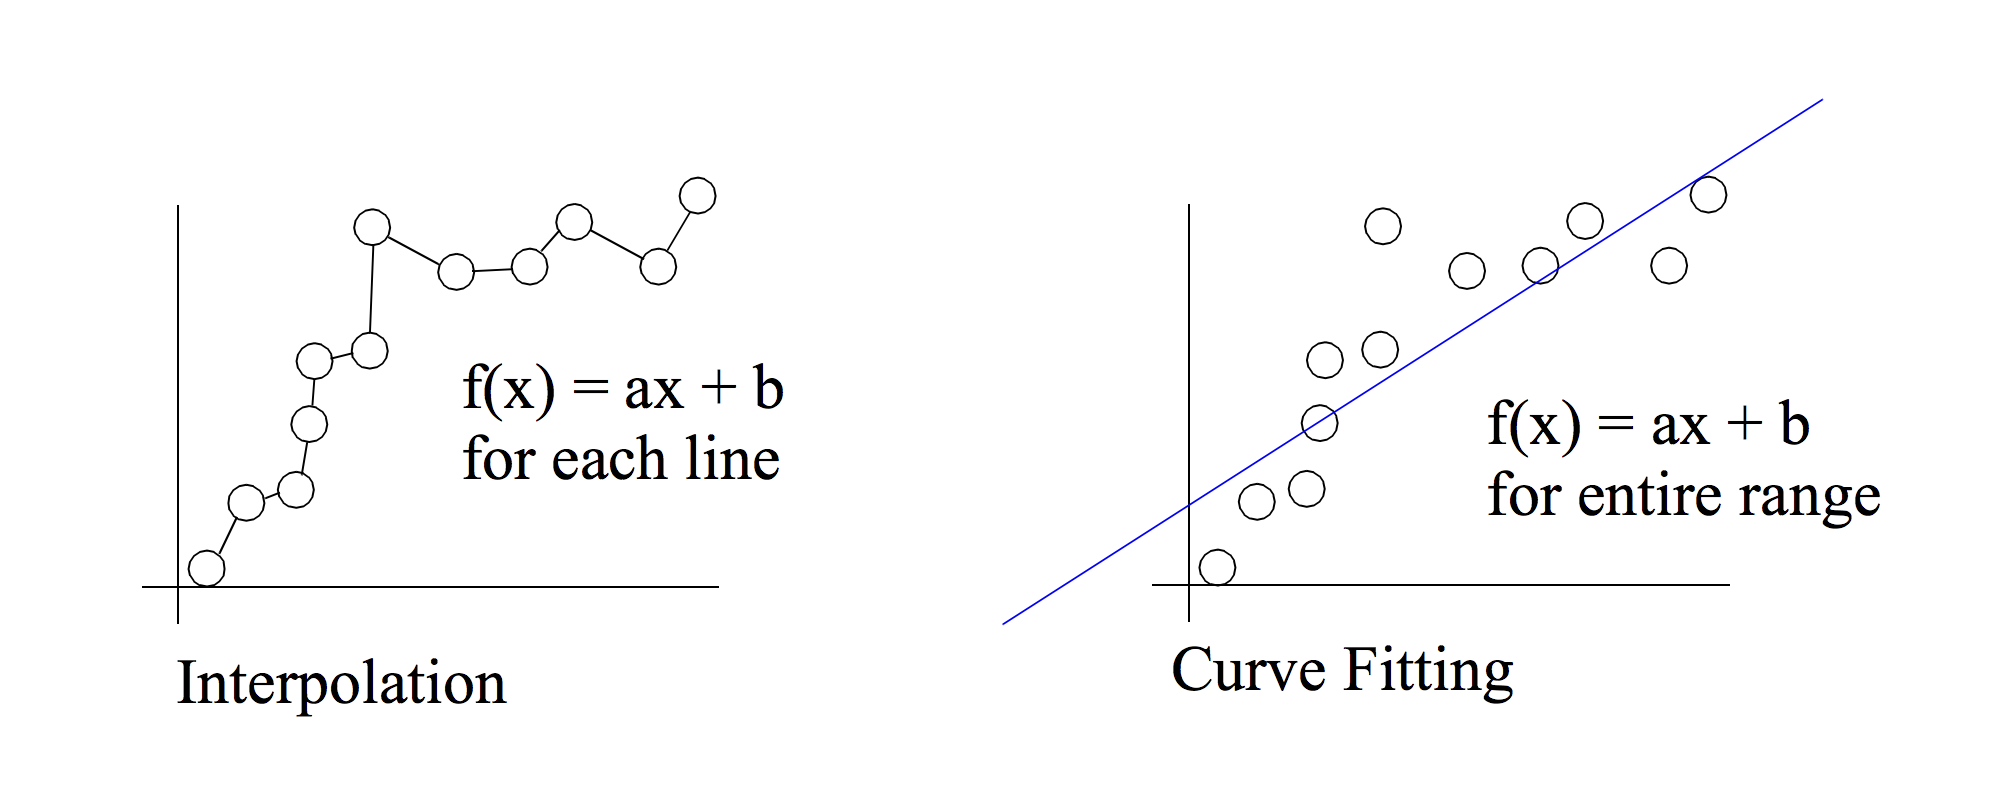 f(x) = ax + b
for each line
Interpolation
f(x) = ax + b
for entire range
Curve Fitting